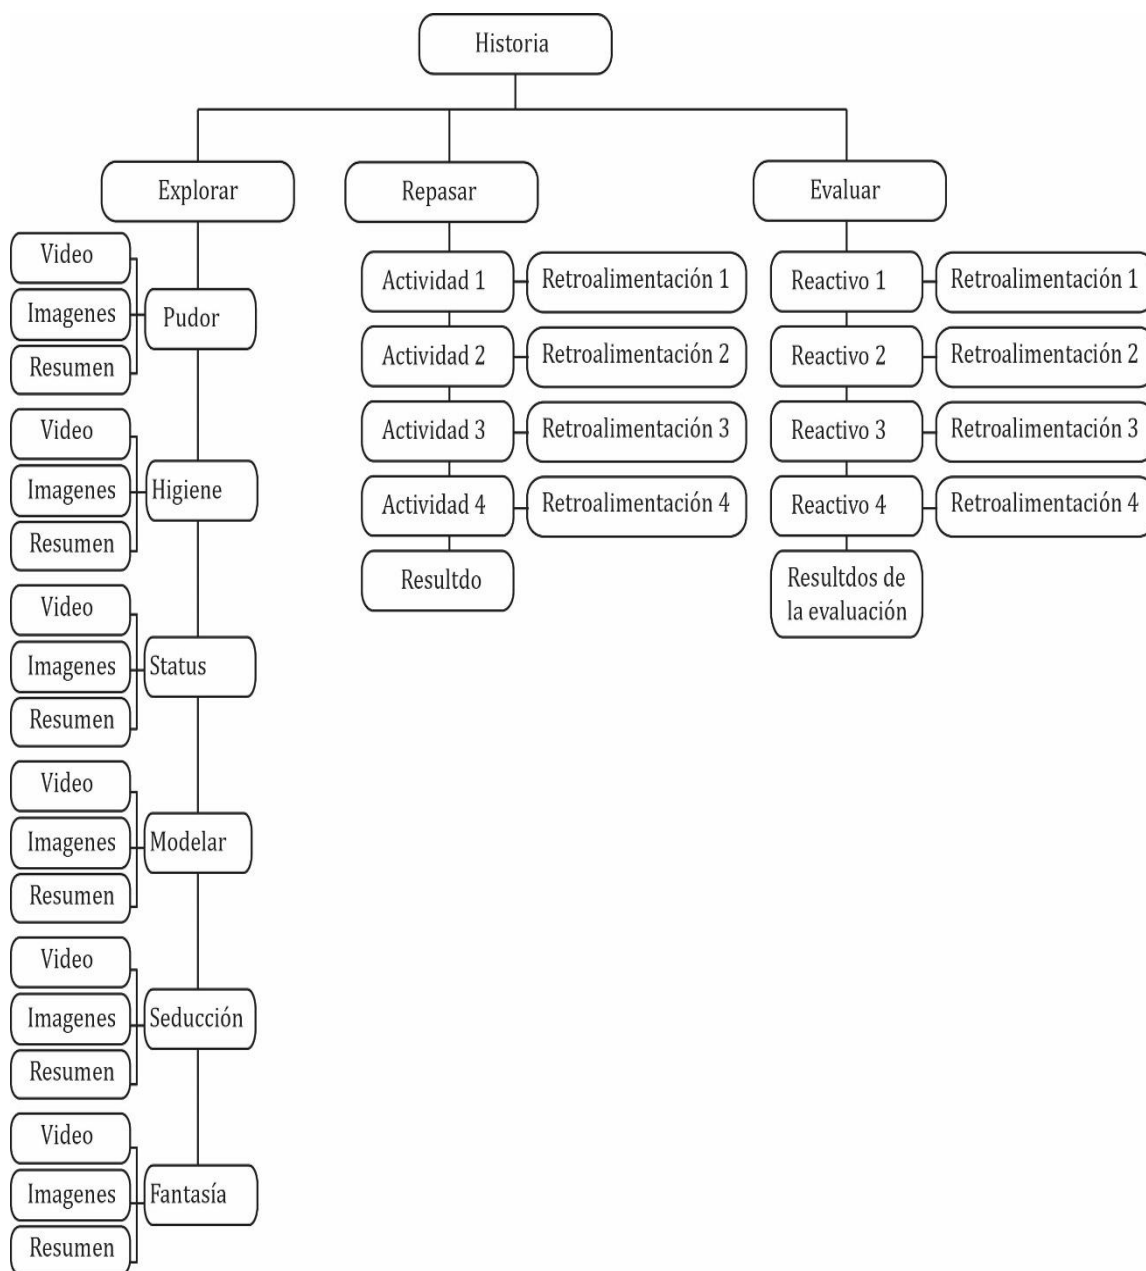 Historia
Explorar
Repasar
Evaluar
Video
Imagenes
Resumen
Pudor
Video
Imagenes
Resumen
Higiene
Video
Imagenes
Resumen
Status
Video
Imagenes
Resumen
Modelar
Video
Imagenes
Resumen
Seducción
Video
Imagenes
Resumen
Fantasía
Actividad 1
Retroalimentación 1
Actividad 2
Retroalimentación 2
Actividad 3
Retroalimentación 3
Actividad 4
Retroalimentación 4
Resultdo
Reactivo 1
Retroalimentación 1
Reactivo 2
Retroalimentación 2
Reactivo 3
Retroalimentación 3
Reactivo 4
Retroalimentación 4
Resultdos de
la evaluación